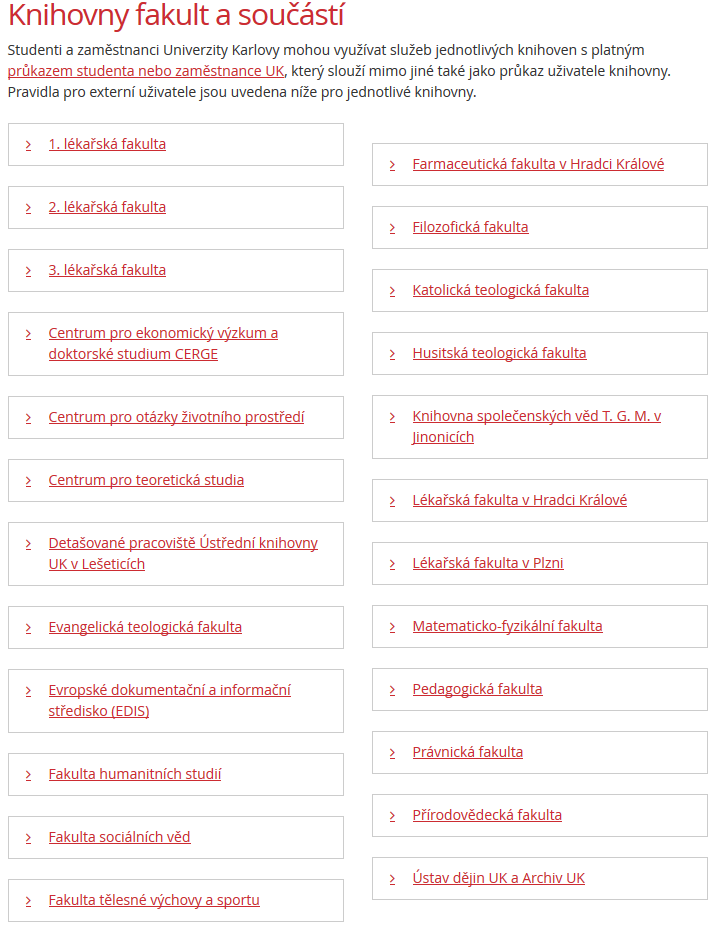 Knihovny fakult a součástí
Studenti a zaměstnanci Univerzity Karlovy mohou využívat služeb jednotlivých knihoven s platným
průkazem studenta nebo zaměstnance UK, který slouží mimo jiné také jako průkaz uživatele knihovny.
Pravidla pro externí uživatele jsou uvedena níže pro jednotlivé knihovny.
1. lékařská fakulta
2. lékařská fakulta
3. lékařská fakulta
Centrum pro ekonomický výzkum a
doktorské studium CERGE
Centrum pro otázky životního prostředí
Centrum pro teoretická studia
Detašované pracoviště Ústřední knihovny
UK v Lešeticích
Evangelická teologická fakulta
Evropské dokumentační a informační
středisko (EDIS)
Fakulta humanitních studií
Fakulta sociálních věd
Fakulta tělesné výchovy a sportu
Farmaceutická fakulta v Hradci Králové
Filozofická fakulta
Katolická teologická fakulta
Husitská teologická fakulta
Knihovna společenských věd T. G. M. v
Jinonicích
Lékařská fakulta v Hradci Králové
Lékařská fakulta v Plzni
Matematicko-fyzikální fakulta
Pedagogická fakulta
Právnická fakulta
Přírodovědecká fakulta
Ústav dějin UK a Archiv UK